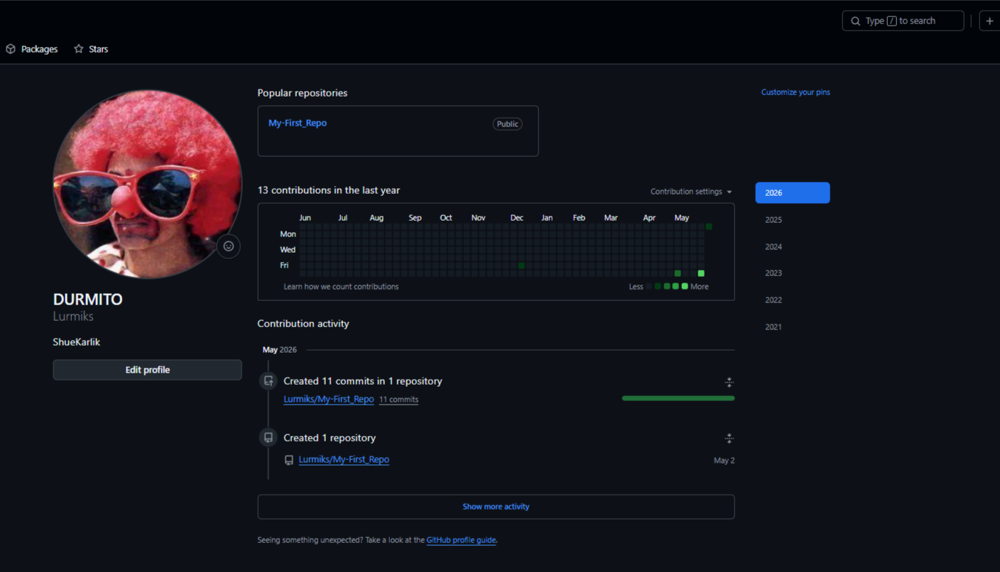 Type / to search
Packages
Stars
Popular repositories
Customize your pins
My-First_Repo
Public
13 contributions in the last year
Contribution settings
2026
2025
2024
2023
2022
2021
Jun Jul Aug Sep Oct Nov Dec Jan Feb Mar Apr May
Mon
Wed
Fri
Learn how we count contributions
Less More
DURMITO
Lurmiks
ShueKarlik
Edit profile
Contribution activity
May 2026
Created 11 commits in 1 repository
Lurmiks/My-First_Repo 11 commits
Created 1 repository
Lurmiks/My-First_Repo
May 2
Show more activity
Seeing something unexpected? Take a look at the GitHub profile guide.